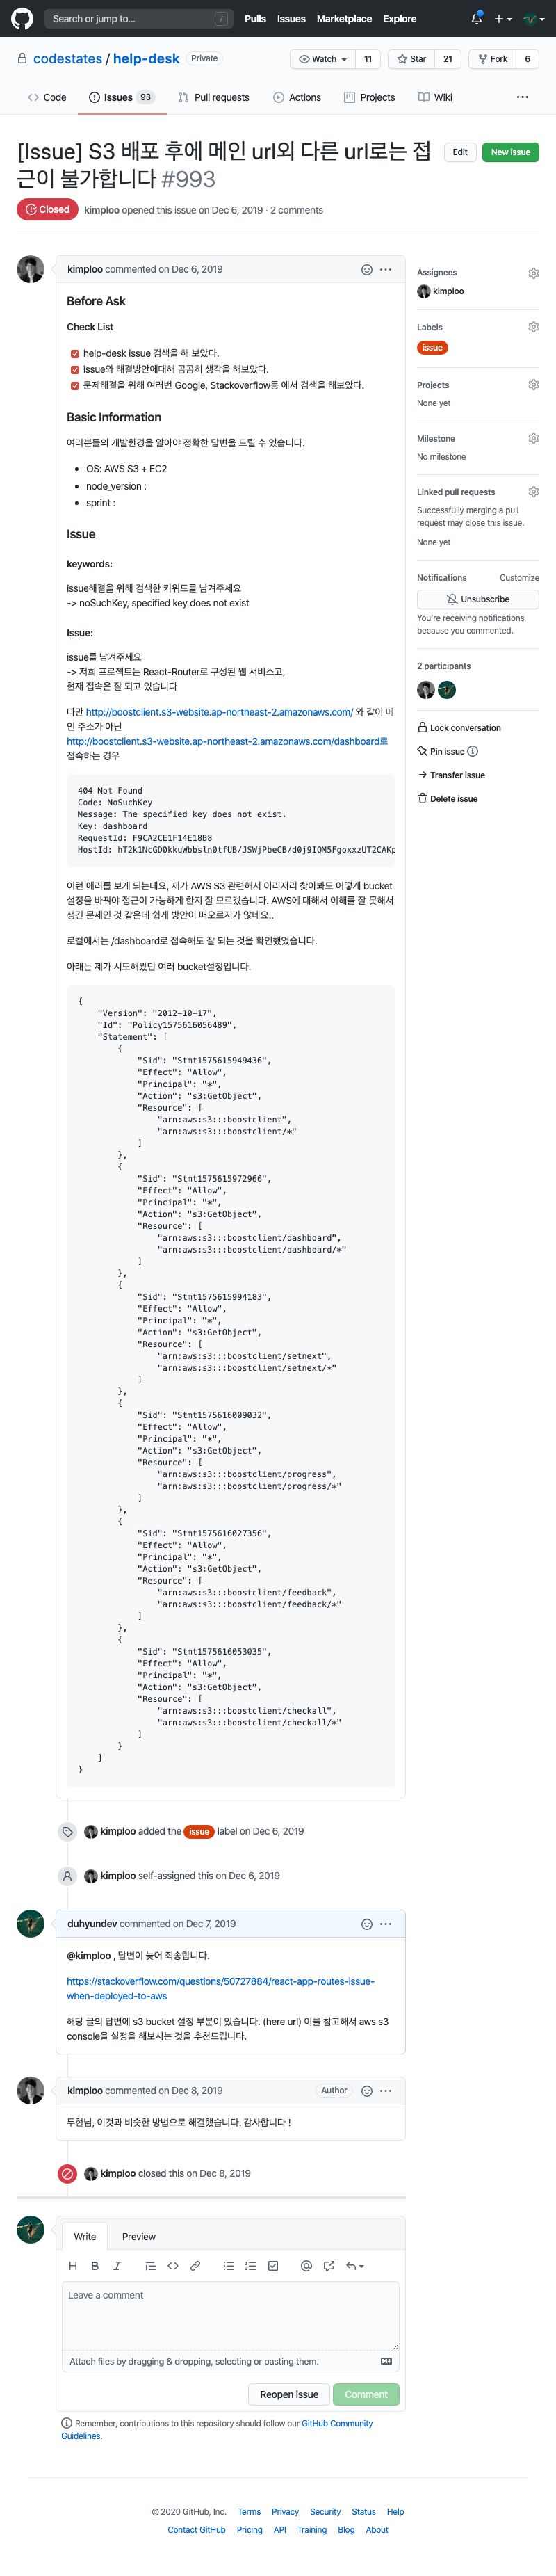 Search or jump to... /
Pulls Issues Marketplace Explore
codestates / help-desk Private
Watch 11 Star 21 Fork 6
Code Issues 93 Pull requests Actions Projects Wiki ...
[Issue] S3 배포 후에 메인 url외 다른 url로는 접
근이 불가합니다 #993
Edit New issue
Closed kimploo opened this issue on Dec 6, 2019 · 2 comments
kimploo commented on Dec 6, 2019
Before Ask
Check List
help-desk issue 검색을 해 보았다.
issue와 해결방안에대해 곰곰히 생각을 해보았다.
문제해결을 위해 여러번 Google, Stackoverflow등 에서 검색을 해보았다.
Basic Information
여러분들의 개발환경을 알아야 정확한 답변을 드릴 수 있습니다.
• OS: AWS S3 + EC2
• node_version :
• sprint :
Issue
keywords:
issue해결을 위해 검색한 키워드를 남겨주세요
-> noSuchKey, specified key does not exist
Issue:
issue를 남겨주세요
-> 저희 프로젝트는 React-Router로 구성된 웹 서비스고,
현재 접속은 잘 되고 있습니다
다만 http://boostclient.s3-website.ap-northeast-2.amazonaws.com/ 와 같이 메
인 주소가 아닌
http://boostclient.s3-website.ap-northeast-2.amazonaws.com/dashboard로
접속하는 경우
404 Not Found
Code: NoSuchKey
Message: The specified key does not exist.
Key: dashboard
RequestId: F9CA2CE1F14E18B8
HostId:
이런 에러를 보게 되는데요, 제가 AWS S3 관련해서 이리저리 찾아봐도 어떻게 bucket
설정을 바꿔야 접근이 가능하게 한지 잘 모르겠습니다. AWS에 대해서 이해를 잘 못해서
생긴 문제인 것 같은데 쉽게 방안이 떠오르지가 않네요..
로컬에서는 /dashboard로 접속해도 잘 되는 것을 확인했었습니다.
아래는 제가 시도해봤던 여러 bucket설정입니다.
{
"Version": "2012-10-17",
"Id": "Policy1575616056489",
"Statement": [
{
"Sid": "Stmt1575615949436",
"Effect": "Allow",
"Principal": "*",
"Action": "s3:GetObject",
"Resource": [
"arn:aws:s3:::boostclient",
"arn:aws:s3:::boostclient/*"
]
},
{
"Sid": "Stmt1575615972966",
"Effect": "Allow",
"Principal": "*",
"Action": "s3:GetObject",
"Resource": [
"arn:aws:s3:::boostclient/dashboard",
"arn:aws:s3:::boostclient/dashboard/*"
]
},
{
"Sid": "Stmt1575615994183",
"Effect": "Allow",
"Principal": "*",
"Action": "s3:GetObject",
"Resource": [
"arn:aws:s3:::boostclient/setnext",
"arn:aws:s3:::boostclient/setnext/*"
]
},
{
"Sid": "Stmt1575616009032",
"Effect": "Allow",
"Principal": "*",
"Action": "s3:GetObject",
"Resource": [
"arn:aws:s3:::boostclient/progress",
"arn:aws:s3:::boostclient/progress/*"
]
},
{
"Sid": "Stmt1575616027356",
"Effect": "Allow",
"Principal": "*",
"Action": "s3:GetObject",
"Resource": [
"arn:aws:s3:::boostclient/feedback",
"arn:aws:s3:::boostclient/feedback/*"
]
},
{
"Sid": "Stmt1575616053035",
"Effect": "Allow",
"Principal": "*",
"Action": "s3:GetObject",
"Resource": [
"arn:aws:s3:::boostclient/checkall",
"arn:aws:s3:::boostclient/checkall/*"
]
}
]
}
kimploo added the issue label on Dec 6, 2019
kimploo self-assigned this on Dec 6, 2019
duhyundev commented on Dec 7, 2019
@kimploo , 답변이 늦어 죄송합니다.
https://stackoverflow.com/questions/50727884/react-app-routes-issue-
when-deployed-to-aws
해당 글의 답변에 s3 bucket 설정 부분이 있습니다. (here url) 이를 참고해서 aws s3
console을 설정을 해보시는 것을 추천드립니다.
kimploo commented on Dec 8, 2019 Author
두현님, 이것과 비슷한 방법으로 해결했습니다. 감사합니다 !
kimploo closed this on Dec 8, 2019
Write Preview
Leave a comment
Attach files by dragging & dropping, selecting or pasting them.
Reopen issue Comment
Remember, contributions to this repository should follow our GitHub Community
Guidelines.
Assignees
kimploo
Labels
issue
Projects
None yet
Milestone
No milestone
Linked pull requests
Successfully merging a pull
request may close this issue.
None yet
Notifications Customize
Unsubscribe
You're receiving notifications
because you commented.
2 participants
Lock conversation
Pin issue
Transfer issue
Delete issue
© 2020 GitHub, Inc. Terms Privacy Security Status Help
Contact GitHub Pricing API Training Blog About